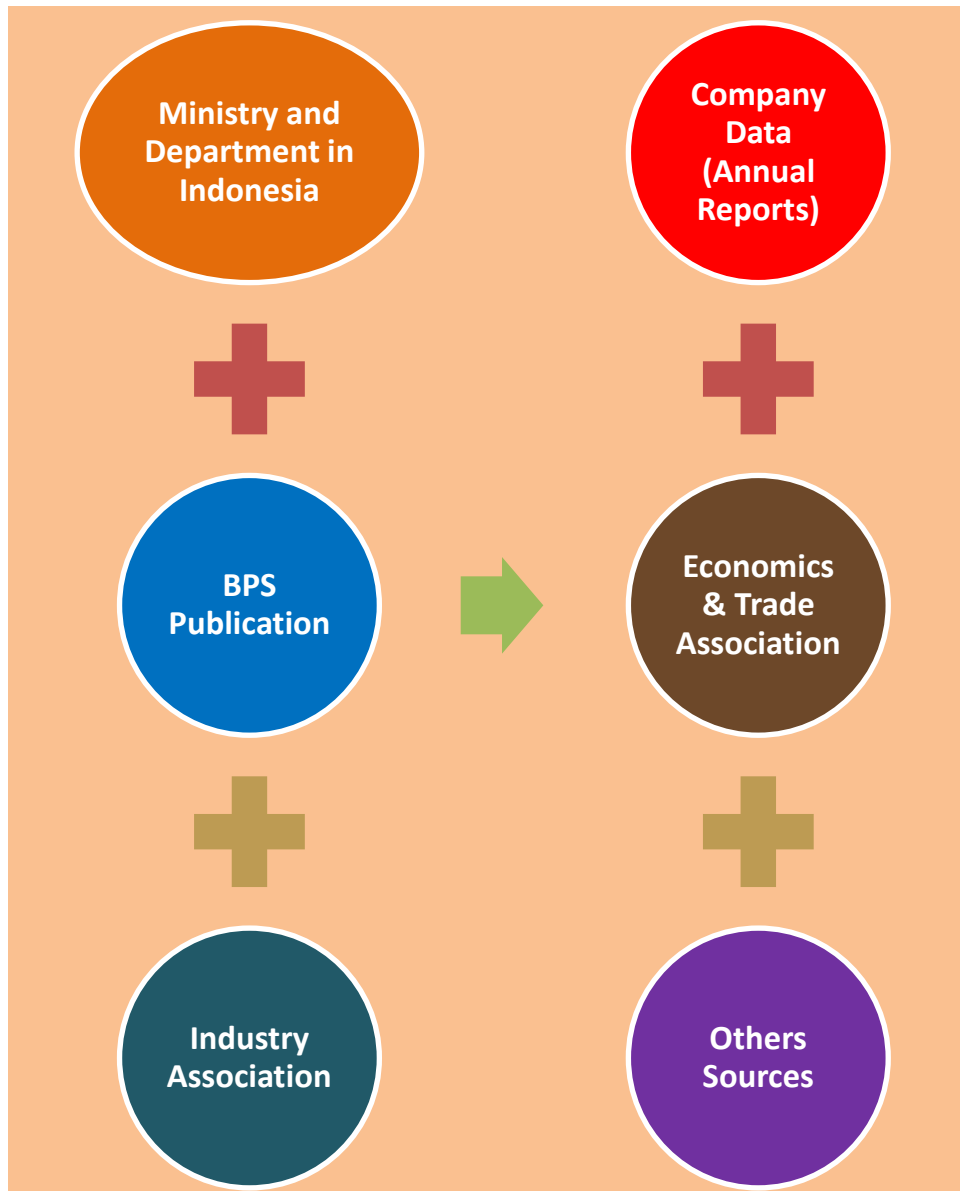 Ministry and
Department in
Indonesia
Company
Data
(Annual
Reports)
BPS
Publication
Economics
& Trade
Association
Industry
Association
Others
Sources